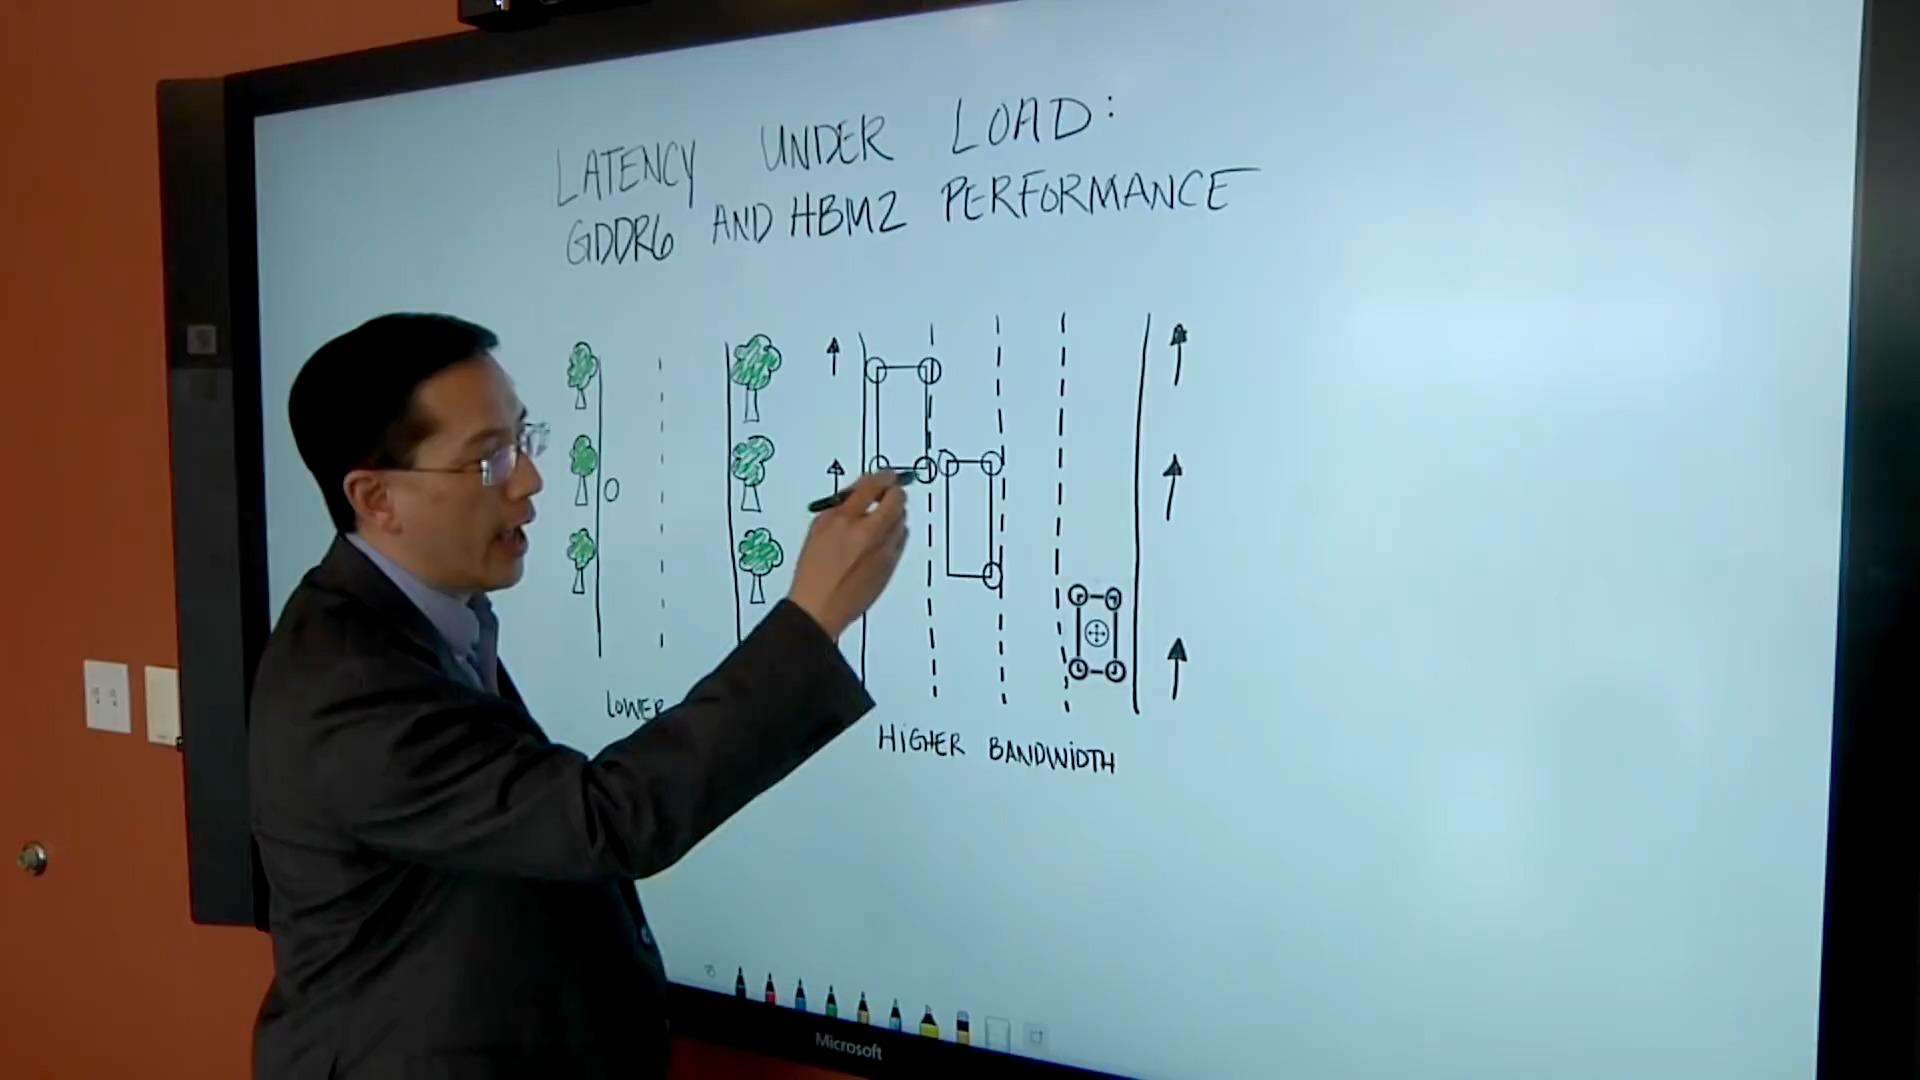 LATENCY UNDER LOAD:
GDDR6 AND HBM2 PERFORMANCE
LOWER
HIGHER BANDWIDTH
Microsoft